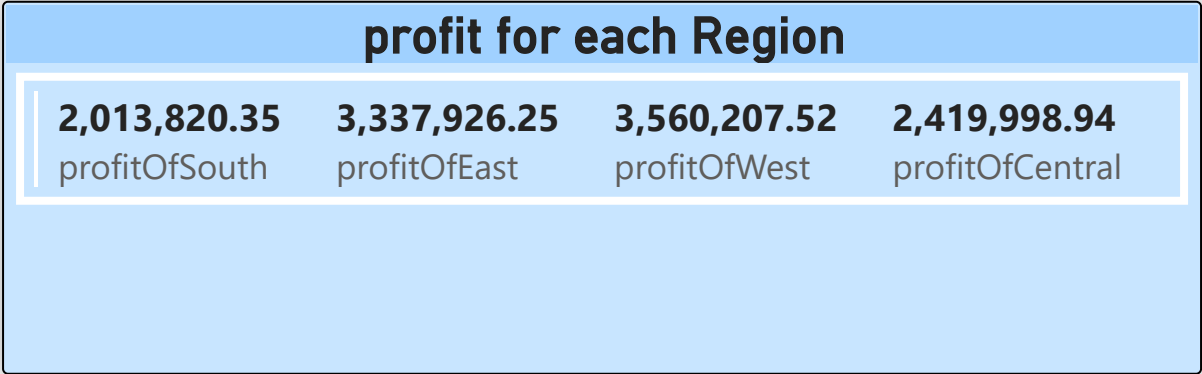 profit for each Region
2,013,820.35 3,337,926.25 3,560,207.52 2,419,998.94
profitOfSouth profitOfEast profitOfWest profitOfCentral